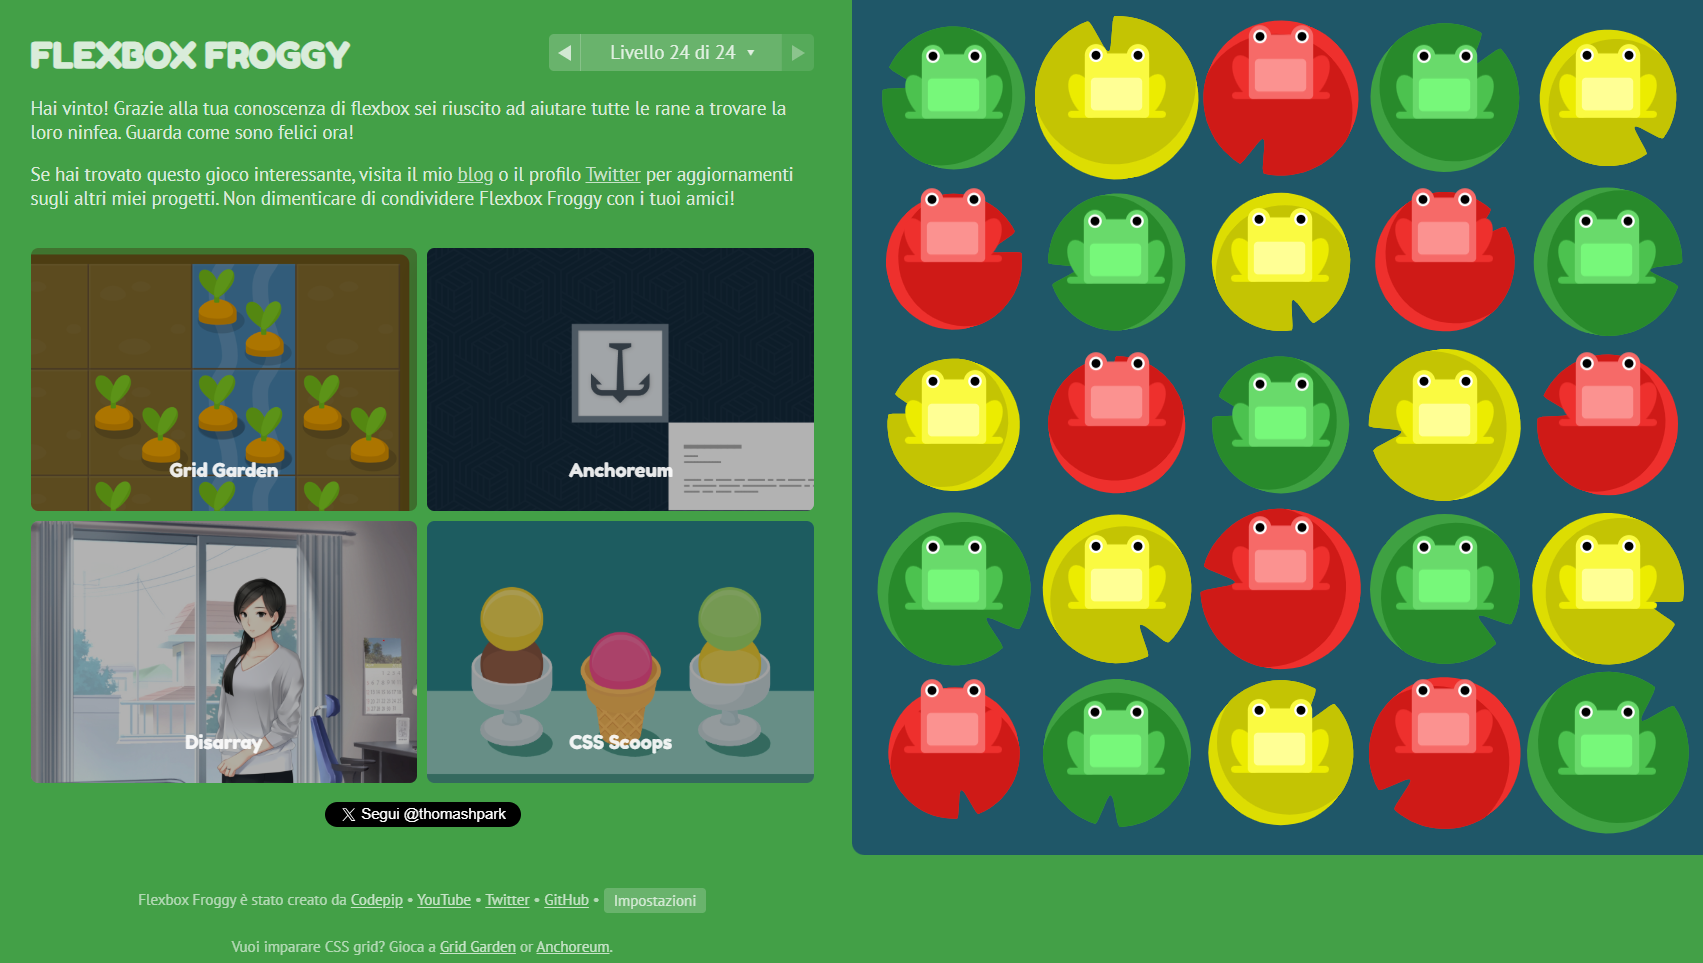 FLEXBOX FROGGY
Livello 24 di 24
Hai vinto! Grazie alla tua conoscenza di flexbox sei riuscito ad aiutare tutte le rane a trovare la
loro ninfea. Guarda come sono felici ora!
Se hai trovato questo gioco interessante, visita il mio blog o il profilo Twitter per aggiornamenti
sugli altri miei progetti. Non dimenticare di condividere Flexbox Froggy con i tuoi amici!
Grid Garden
Anchoreum
Disarray
CSS Scoops
Segui @thomashpark
Flexbox Froggy è stato creato da Codepip • YouTube • Twitter • GitHub • Impostazioni
Vuoi imparare CSS grid? Gioca a Grid Garden or Anchoreum.